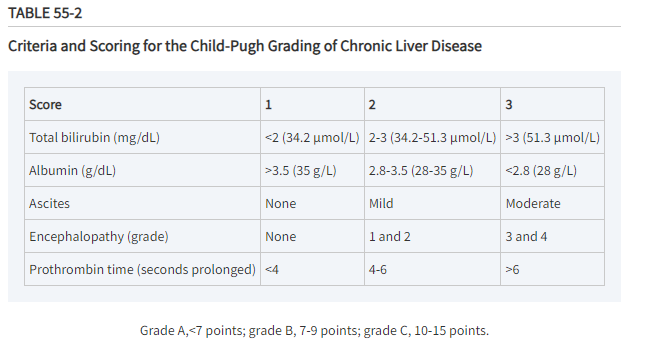 TABLE 55-2
Criteria and Scoring for the Child-Pugh Grading of Chronic Liver Disease
Score 1 2 3
Total bilirubin (mg/dL) <2 (34.2 μmol/L) 2-3 (34.2-51.3 μmol/L) >3 (51.3 μmol/L)
Albumin (g/dL) >3.5 (35 g/L) 2.8-3.5 (28-35 g/L) <2.8 (28 g/L)
Ascites None Mild Moderate
Encephalopathy (grade) None 1 and 2 3 and 4
Prothrombin time (seconds prolonged) <4 4-6 >6
Grade A,<7 points; grade B, 7-9 points; grade C, 10-15 points.